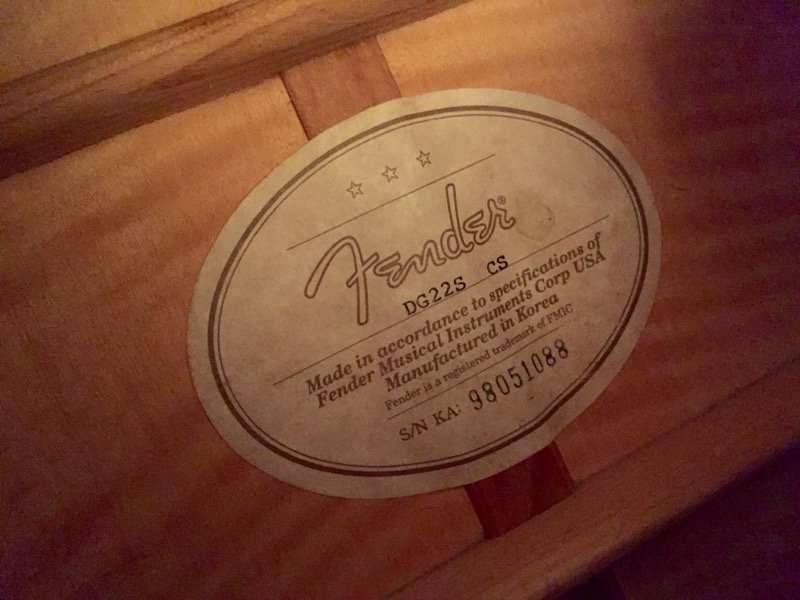 Fender®
DG22S CS
Made in accordance to specifications of
Fender Musical Instruments Corp USA
Manufactured in Korea
Fender is a registered trademark of FMIC
S/N KA: 98051088